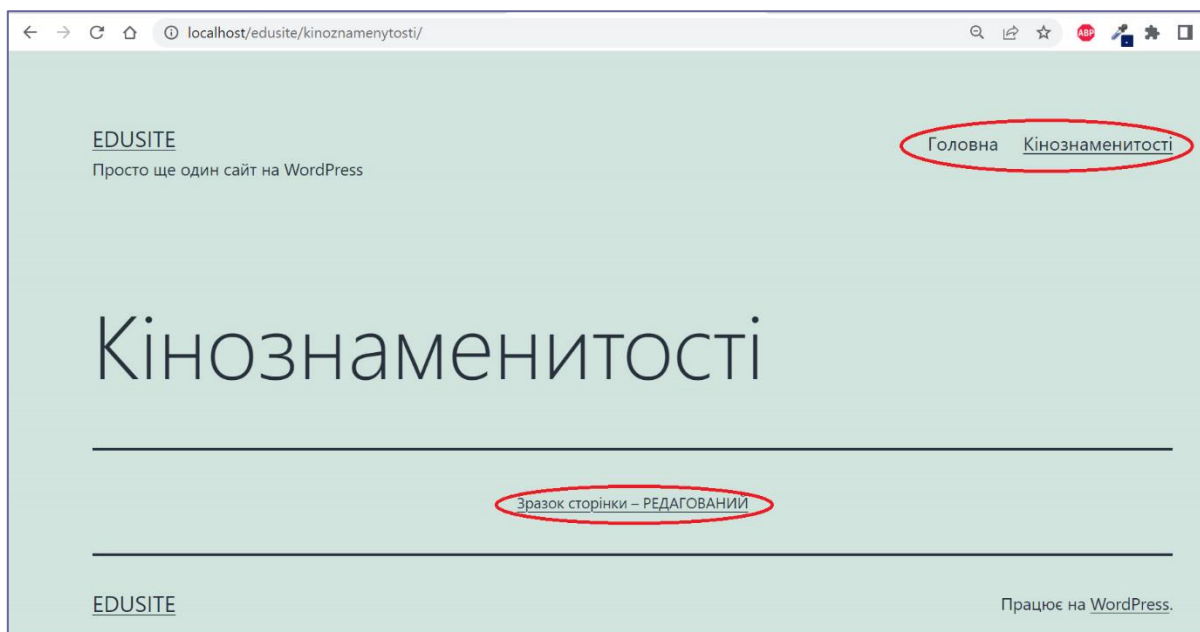 localhost/edusite/kinoznamenytosti/
ABP
EDUSITE
Головна Кінознаменитості
Просто ще один сайт на WordPress
Кінознаменитості
Зразок сторінки – РЕДАГОВАНИЙ
EDUSITE
Працює на WordPress.